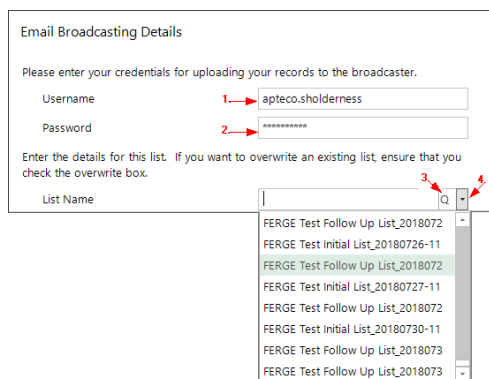 Email Broadcasting Details
Please enter your credentials for uploading your records to the broadcaster.
Username 1. apteco.sholderness
Password 2. **********
Enter the details for this list. If you want to overwrite an existing list, ensure that you
check the overwrite box.
3. 4.
List Name
FERGE Test Follow Up List_2018072
FERGE Test Initial List_20180726-11
FERGE Test Follow Up List_2018072
FERGE Test Initial List_20180727-11
FERGE Test Follow Up List_2018072
FERGE Test Initial List_20180730-11
FERGE Test Follow Up List_2018073
FERGE Test Follow Up List_2018073